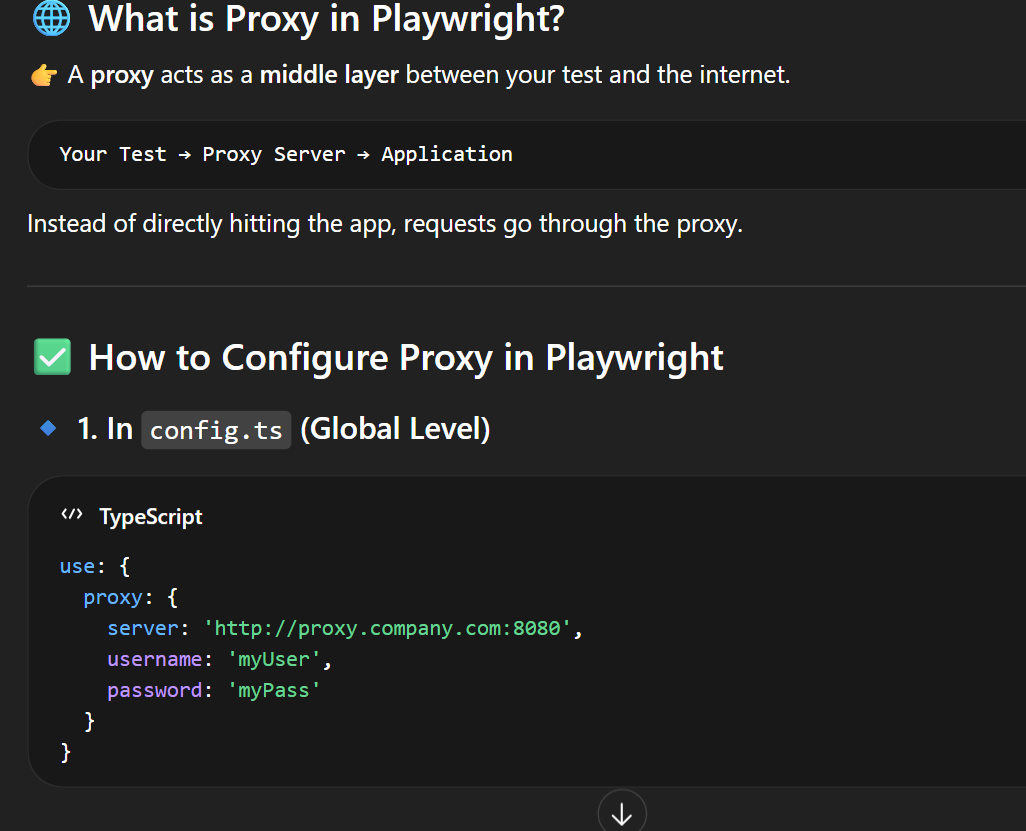 🌐 What is Proxy in Playwright?
👉 A proxy acts as a middle layer between your test and the internet.
Your Test → Proxy Server → Application
Instead of directly hitting the app, requests go through the proxy.
✅ How to Configure Proxy in Playwright
🔹 1. In config.ts (Global Level)
</> TypeScript
use: {
  proxy: {
    server: 'http://proxy.company.com:8080',
    username: 'myUser',
    password: 'myPass'
  }
}